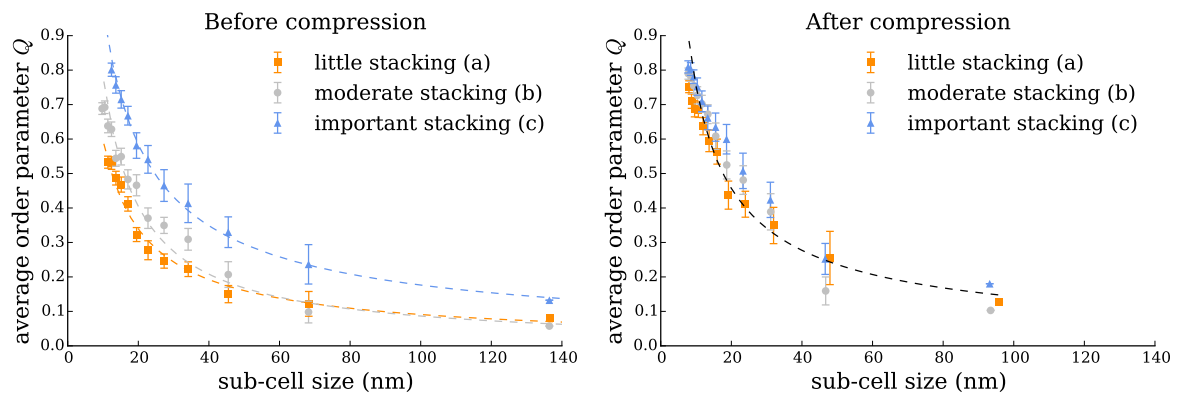 Before compression
average order parameter Q
0.9
0.8
0.7
0.6
0.5
0.4
0.3
0.2
0.1
0.0
little stacking (a)
moderate stacking (b)
important stacking (c)
0 20 40 60 80 100 120 140
sub-cell size (nm)
After compression
average order parameter Q
0.9
0.8
0.7
0.6
0.5
0.4
0.3
0.2
0.1
0.0
little stacking (a)
moderate stacking (b)
important stacking (c)
0 20 40 60 80 100 120 140
sub-cell size (nm)